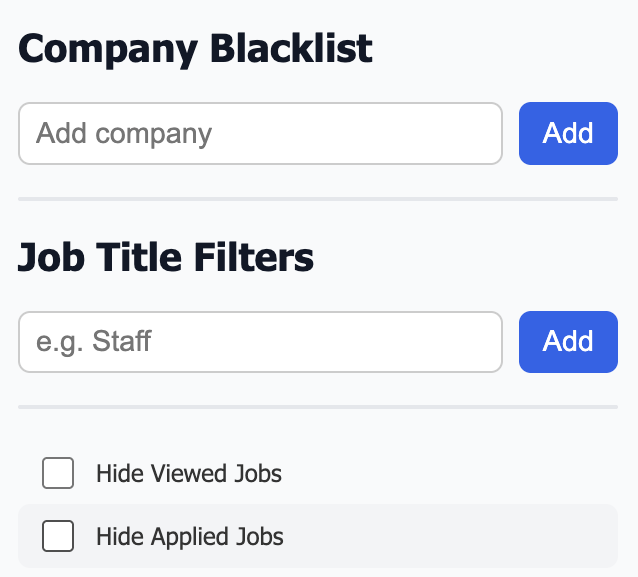 Company Blacklist
Add company
Add
Job Title Filters
e.g. Staff
Add
Hide Viewed Jobs
Hide Applied Jobs